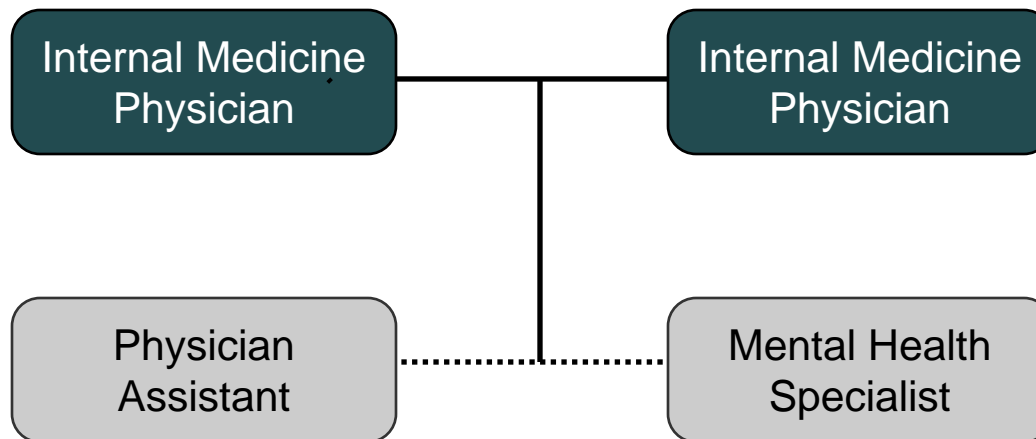 Internal Medicine
Physician
Internal Medicine
Physician
Physician
Assistant
Mental Health
Specialist